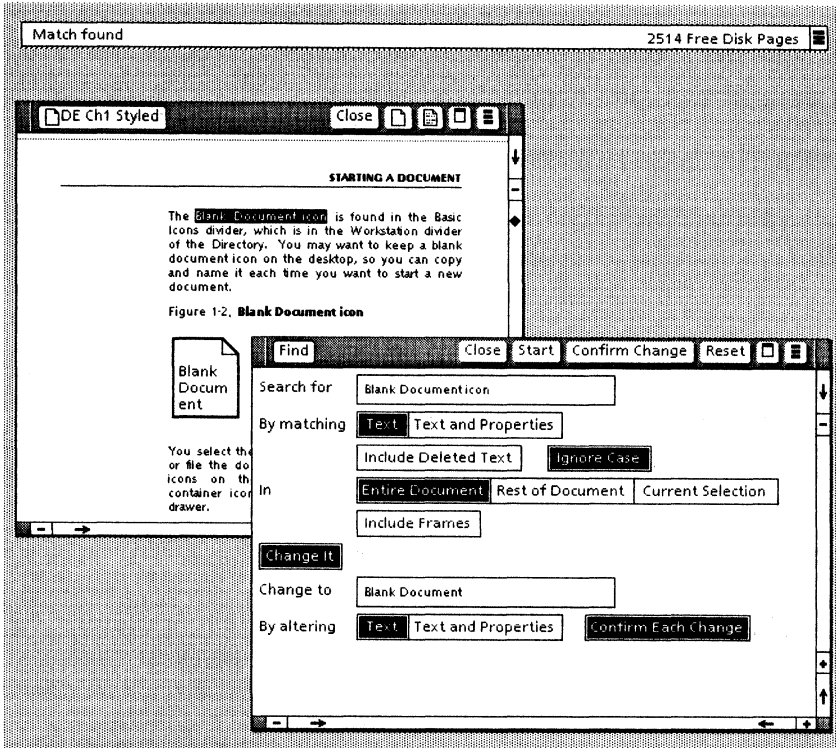 Match found
2514 Free Disk Pages
DE Ch1 Styled
Close
STARTING A DOCUMENT
The Blank Document icon is found in the Basic
Icons divider, which is in the Workstation divider
of the Directory. You may want to keep a blank
document icon on the desktop, so you can copy
and name it each time you want to start a new
document.
Figure 1-2. Blank Document icon
Blank
Docum
ent
You select the
or file the do
icons on th
container icor
drawer.
Find
Close Start Confirm Change Reset
Search for Blank Document icon
By matching Text Text and Properties
Include Deleted Text Ignore Case
In Entire Document Rest of Document Current Selection
Include Frames
Change It
Change to Blank Document
By altering Text Text and Properties Confirm Each Change